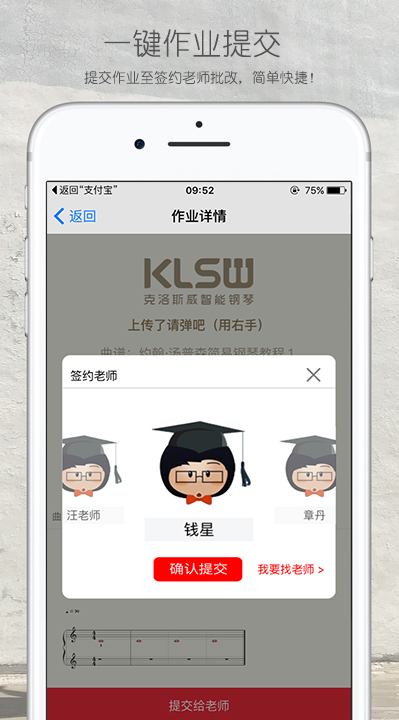 一键作业提交
提交作业至签约老师批改，简单快捷！
返回“支付宝” 09:52 75%
返回 作业详情
KLSW
克洛斯威智能钢琴
上传了请弹吧（用右手）
曲谱：约翰·汤普森简易钢琴教程 1
签约老师
曲
汪老师 钱星 章丹
确认提交 我要找老师 >
提交给老师